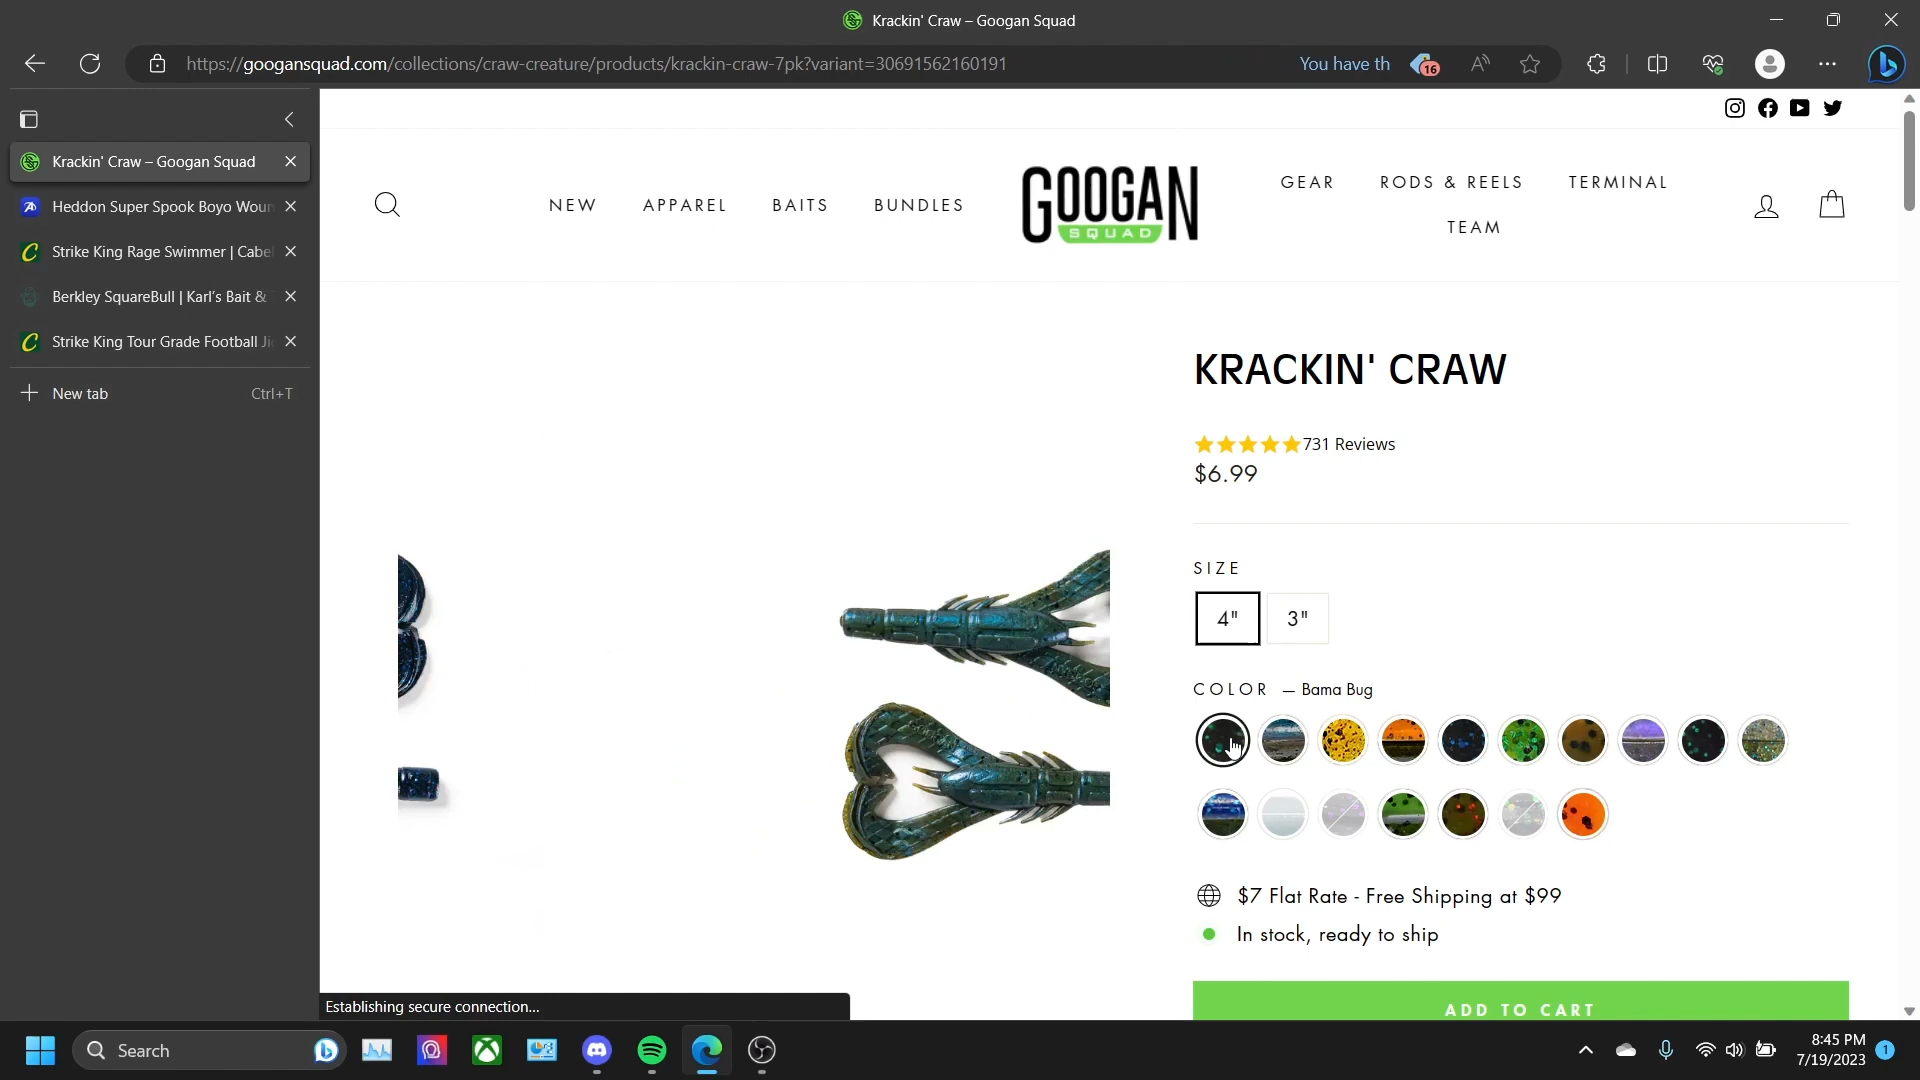 Krackin' Craw – Googan Squad
https://googansquad.com/collections/craw-creature/products/krackin-craw-7pk?variant=30691562160191
You have th
16
Krackin' Craw – Googan Squad
Heddon Super Spook Boyo Woun
Strike King Rage Swimmer | Cabe
Berkley SquareBull | Karl's Bait &
Strike King Tour Grade Football Ji
New tab
Ctrl+T
NEW
APPAREL
BAITS
BUNDLES
GOOGAN
SQUAD
GEAR
RODS & REELS
TERMINAL
TEAM
KRACKIN' CRAW
731 Reviews
$6.99
SIZE
4"
3"
COLOR — Bama Bug
$7 Flat Rate - Free Shipping at $99
In stock, ready to ship
ADD TO CART
Establishing secure connection...
Search
8:45 PM
7/19/2023
1